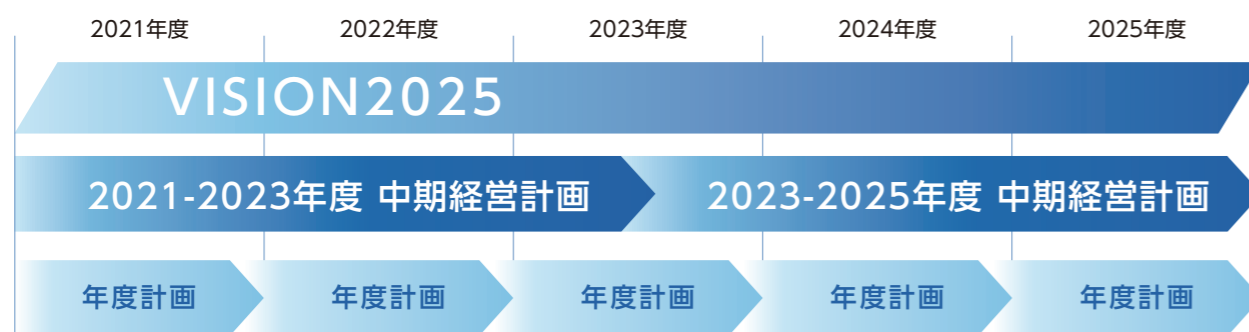 2021年度 2022年度 2023年度 2024年度 2025年度
VISION2025
2021-2023年度 中期経営計画 2023-2025年度 中期経営計画
年度計画 年度計画 年度計画 年度計画 年度計画